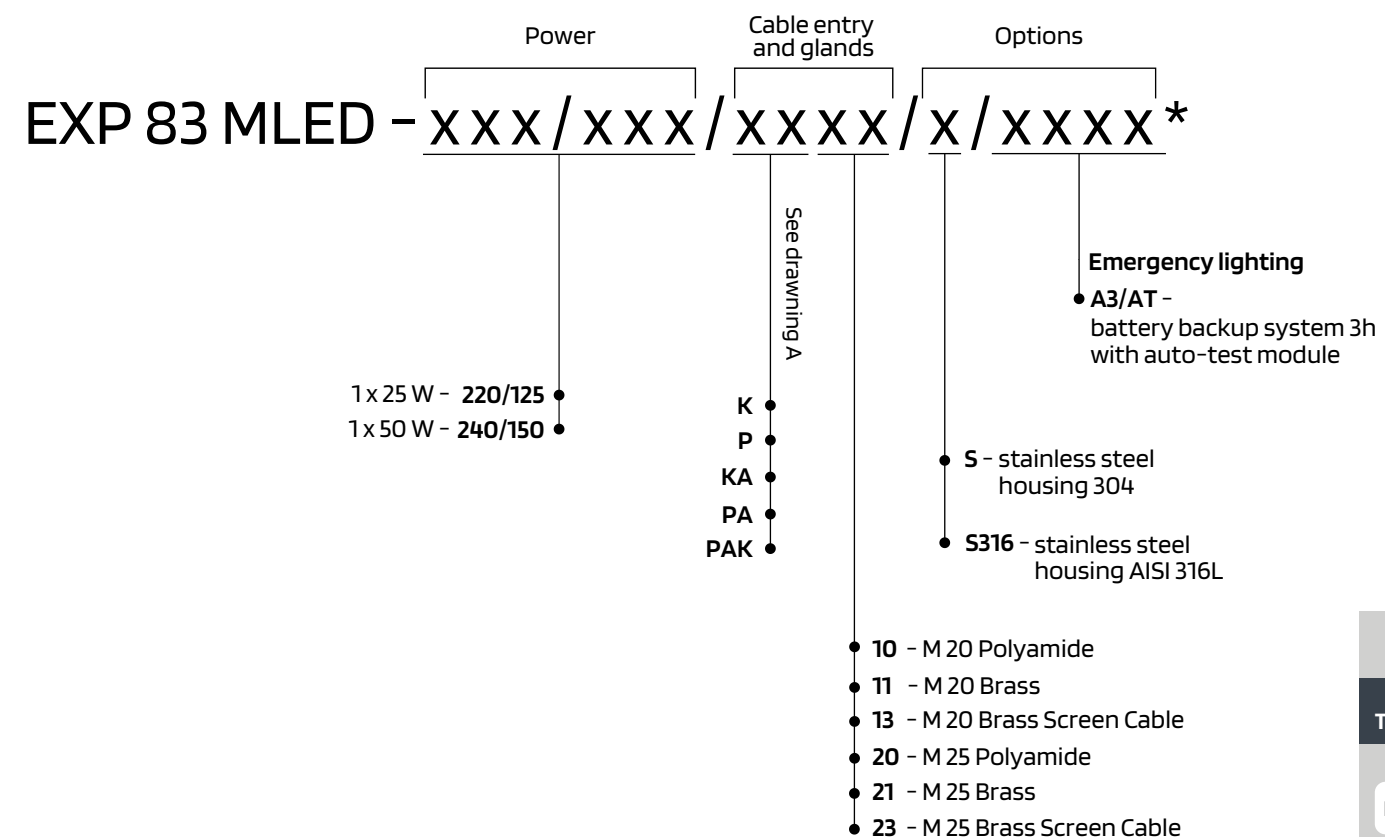 Power
Cable entry
and glands
Options
EXP 83 MLED - xxx/xxx/xxxx/x/xxxx*
See drawning A
Emergency lighting
A3/AT -
battery backup system 3h
with auto-test module
1 x 25 W - 220/125
1 x 50 W - 240/150
K
P
KA
PA
PAK
S - stainless steel
housing 304
S316 - stainless steel
housing AISI 316L
10 - M 20 Polyamide
11 - M 20 Brass
13 - M 20 Brass Screen Cable
20 - M 25 Polyamide
21 - M 25 Brass
23 - M 25 Brass Screen Cable